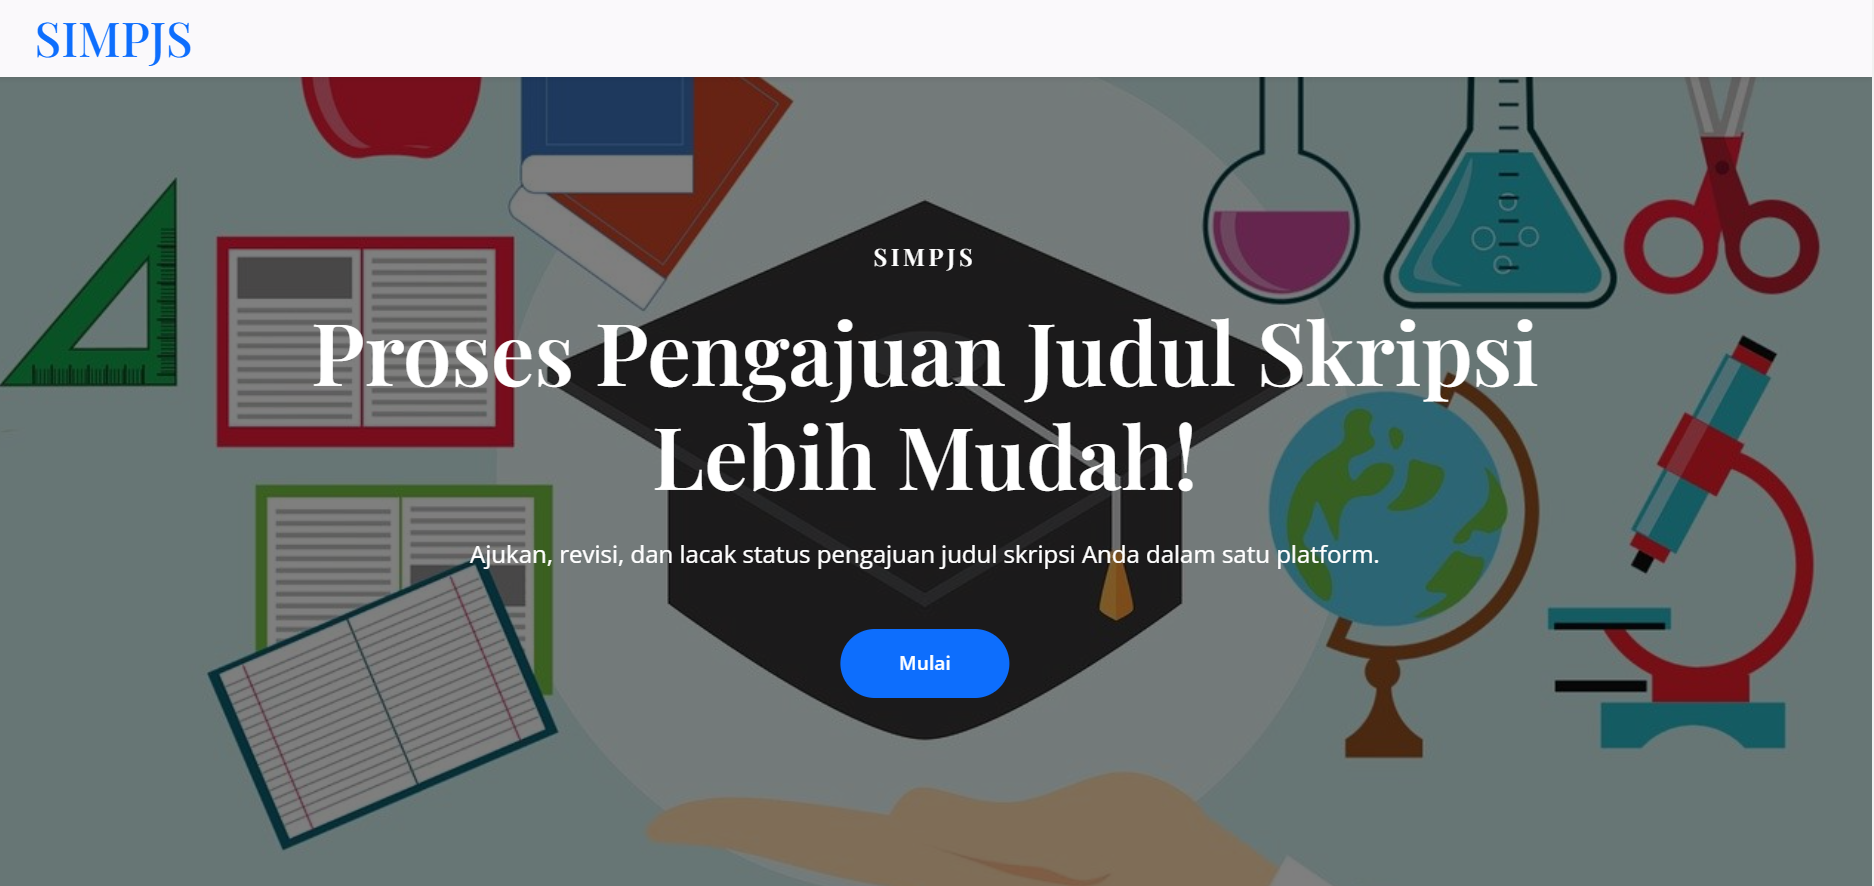 SIMPJS
SIMPJS
Proses Pengajuan Judul Skripsi
Lebih Mudah!
Ajukan, revisi, dan lacak status pengajuan judul skripsi Anda dalam satu platform.
Mulai